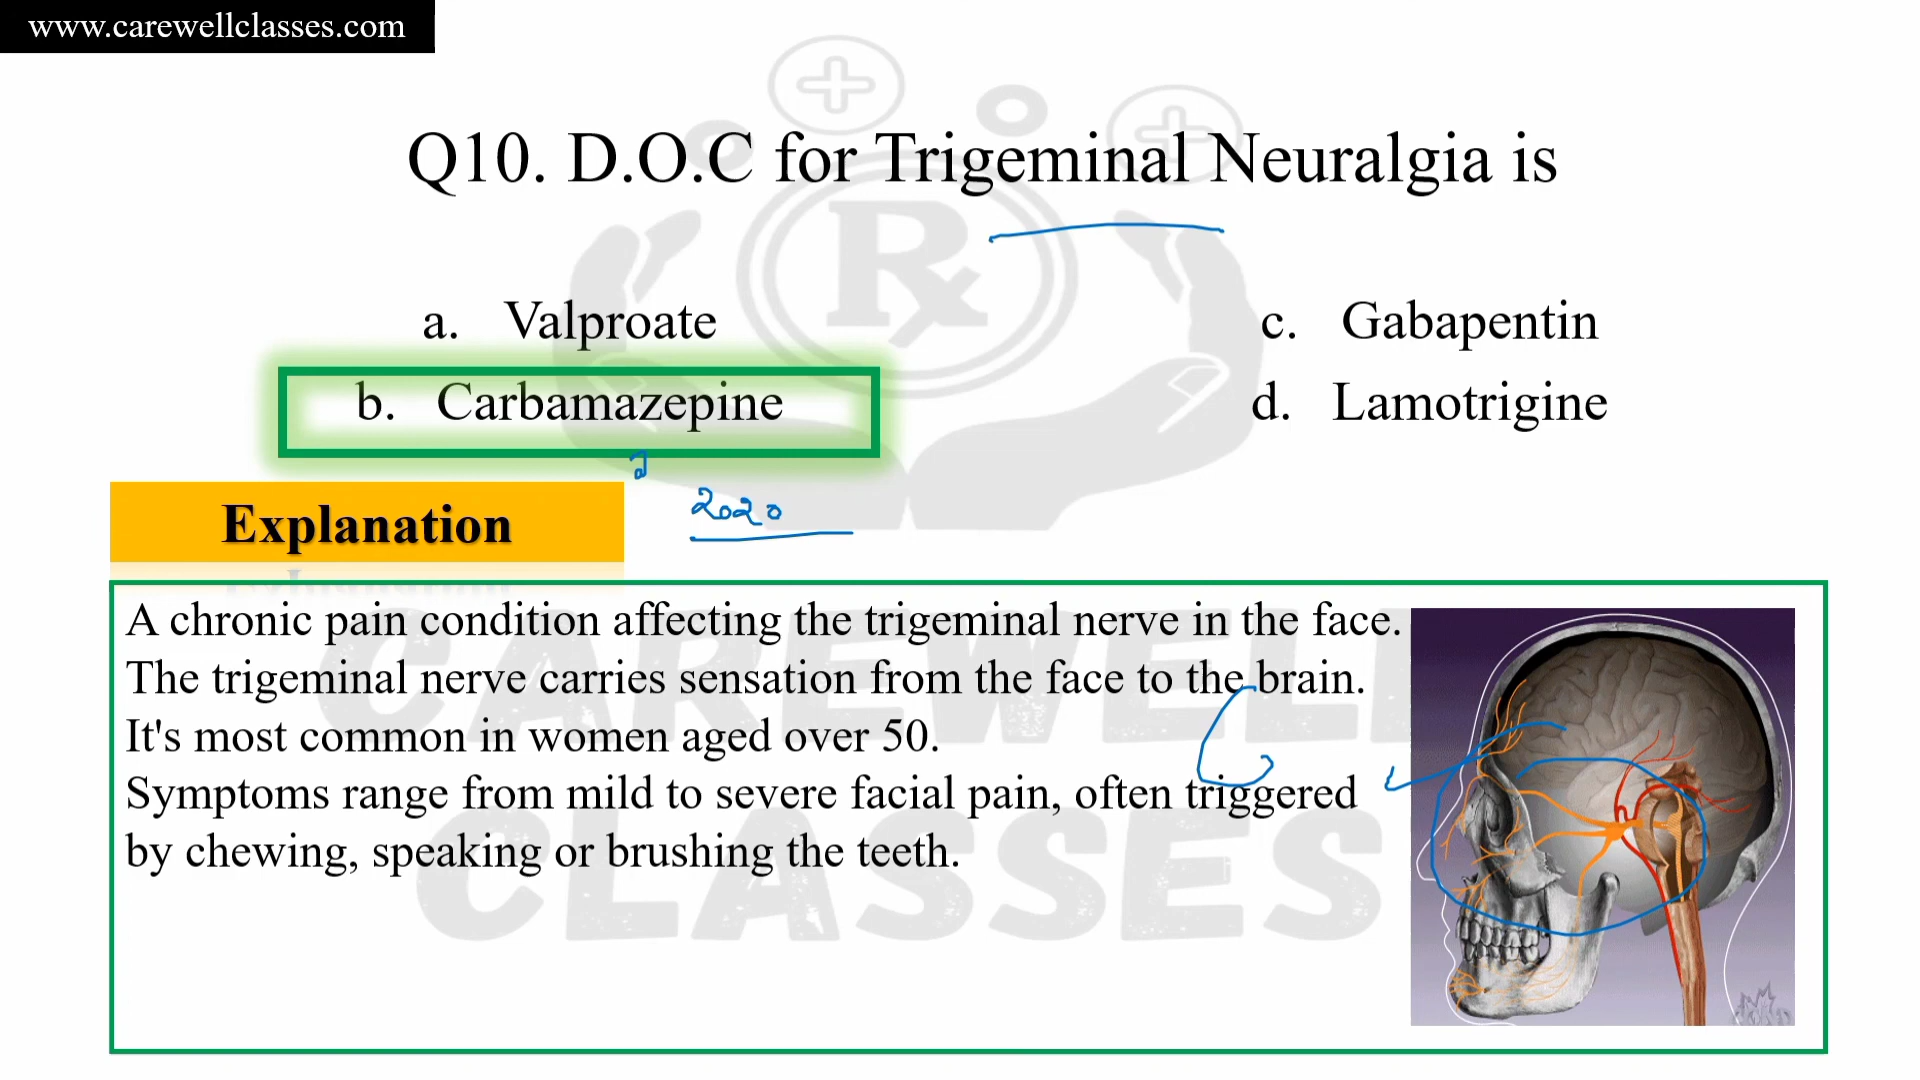 www.carewellclasses.com
Q10. D.O.C for Trigeminal Neuralgia is
a. Valproate
c. Gabapentin
b. Carbamazepine
d. Lamotrigine
2020
Explanation
A chronic pain condition affecting the trigeminal nerve in the face.
The trigeminal nerve carries sensation from the face to the brain.
It's most common in women aged over 50.
Symptoms range from mild to severe facial pain, often triggered
by chewing, speaking or brushing the teeth.
Rx
CAREWELL
CLASSES